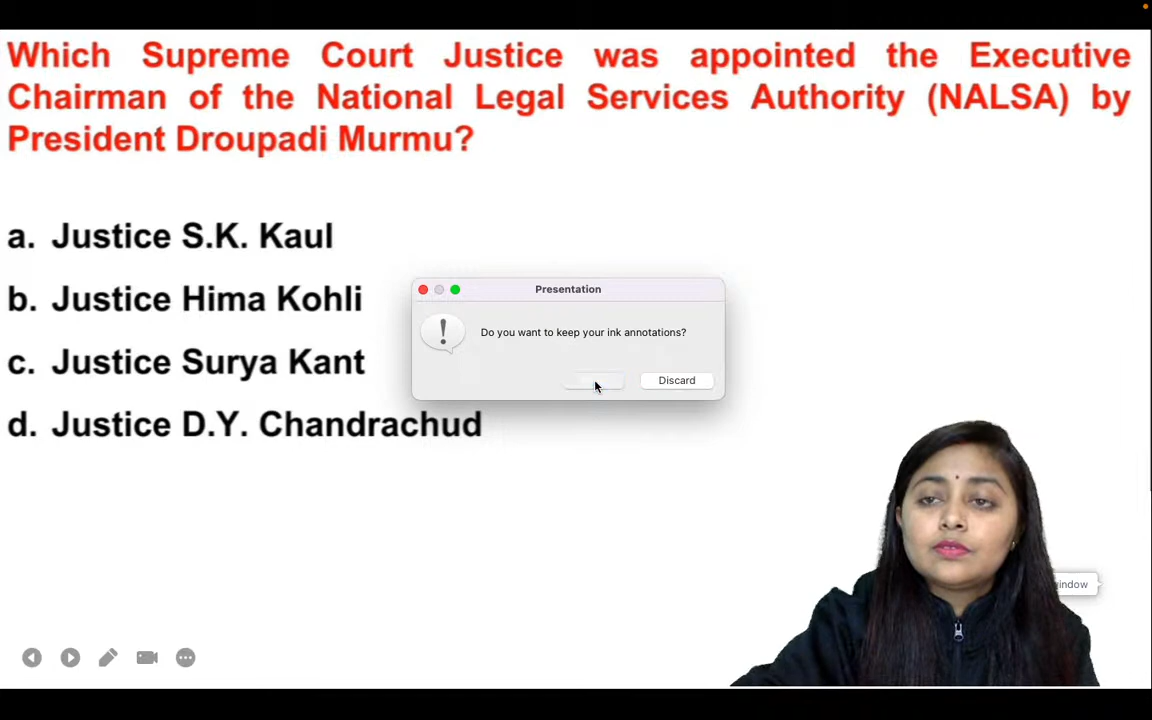 Which Supreme Court Justice was appointed the Executive
Chairman of the National Legal Services Authority (NALSA) by
President Droupadi Murmu?
a. Justice S.K. Kaul
b. Justice Hima Kohli
c. Justice Surya Kant
d. Justice D.Y. Chandrachud
Presentation
Do you want to keep your ink annotations?
Discard